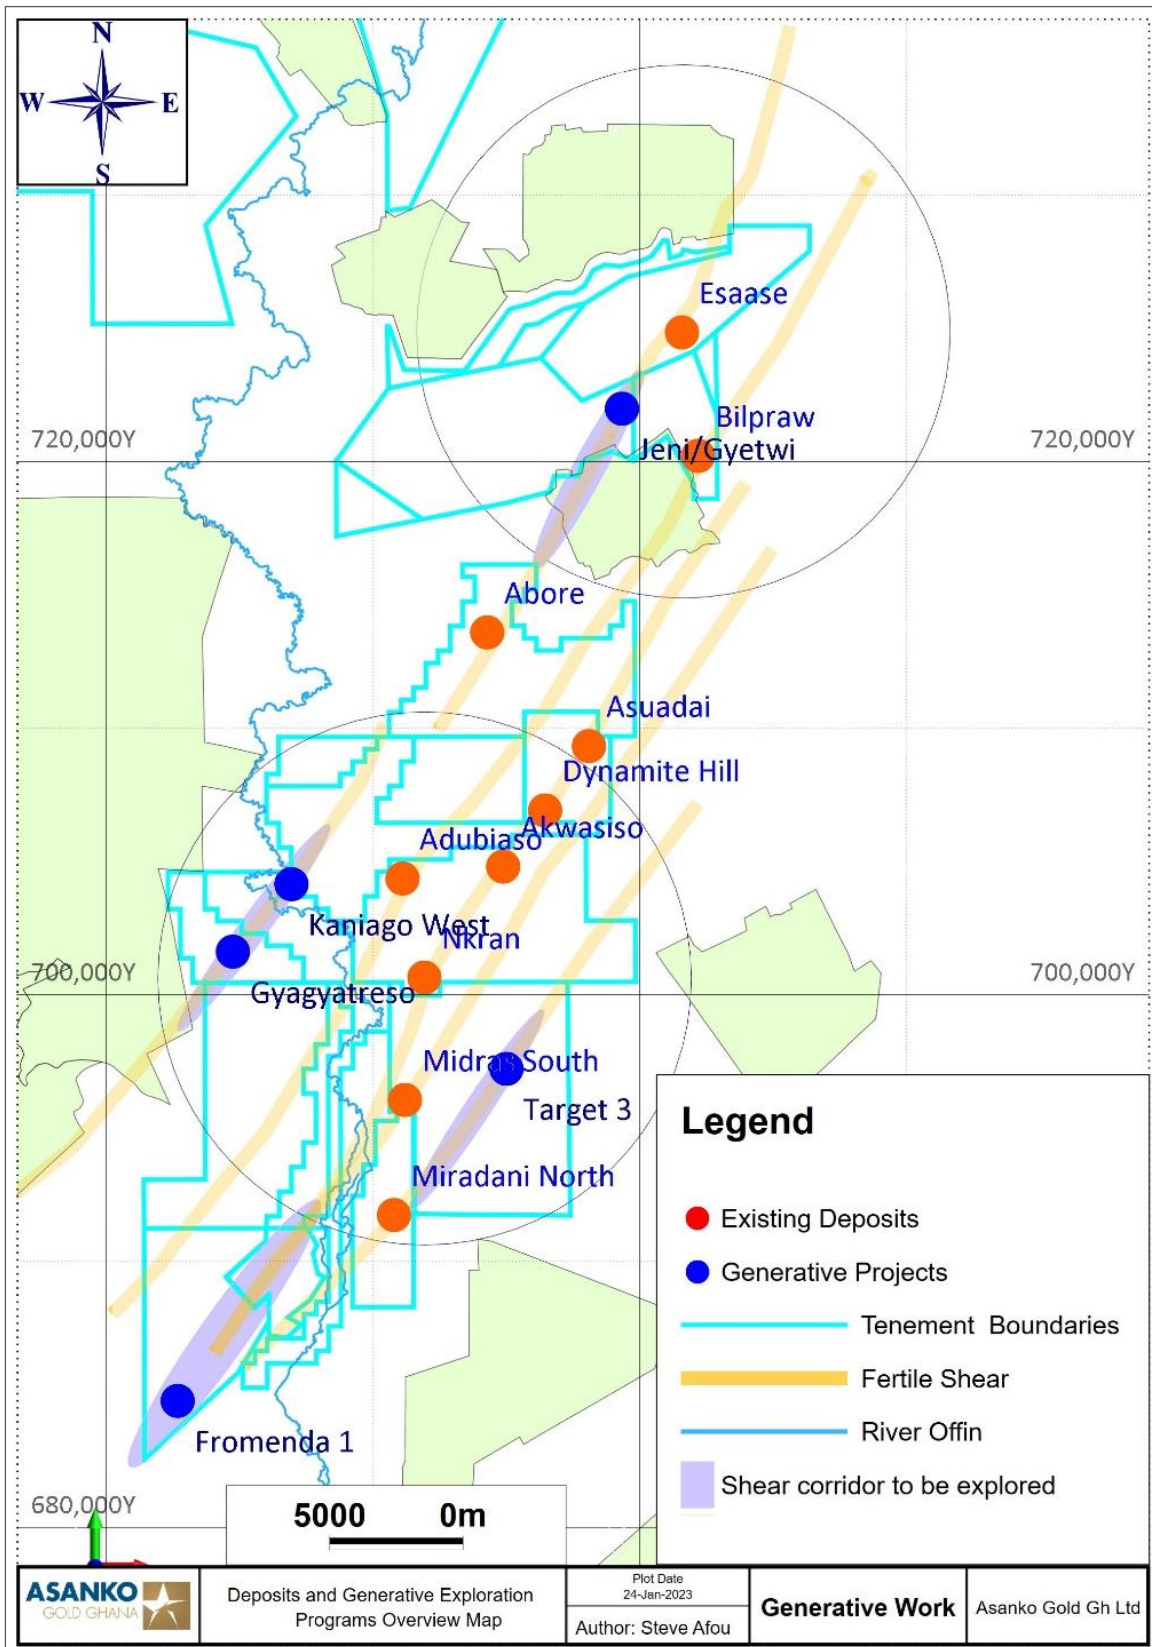 N
W E
S
Esaase
720,000Y 720,000Y
Bilpraw
Jeni/Gyetwi
Abore
Asuadai
Dynamite Hill
Akwasiso
Adubiaso
Kaniago West
Nkran
700,000Y 700,000Y
Gyagyatreso
Midras South
Target 3
Miradani North
Fromenda 1
680,000Y
Legend
Existing Deposits
Generative Projects
Tenement Boundaries
Fertile Shear
River Offin
Shear corridor to be explored
5000 0m
ASANKO
GOLD GHANA
Deposits and Generative Exploration
Programs Overview Map
Plot Date
24-Jan-2023
Author: Steve Afou
Generative Work
Asanko Gold Gh Ltd